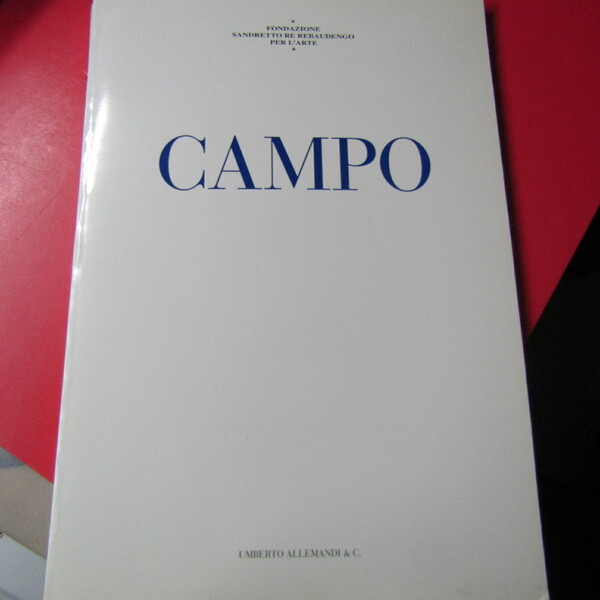 FONDAZIONE
SANDRETTO RE REBAUDENGO
PER L'ARTE
CAMPO
UMBERTO ALLEMANDI & C.